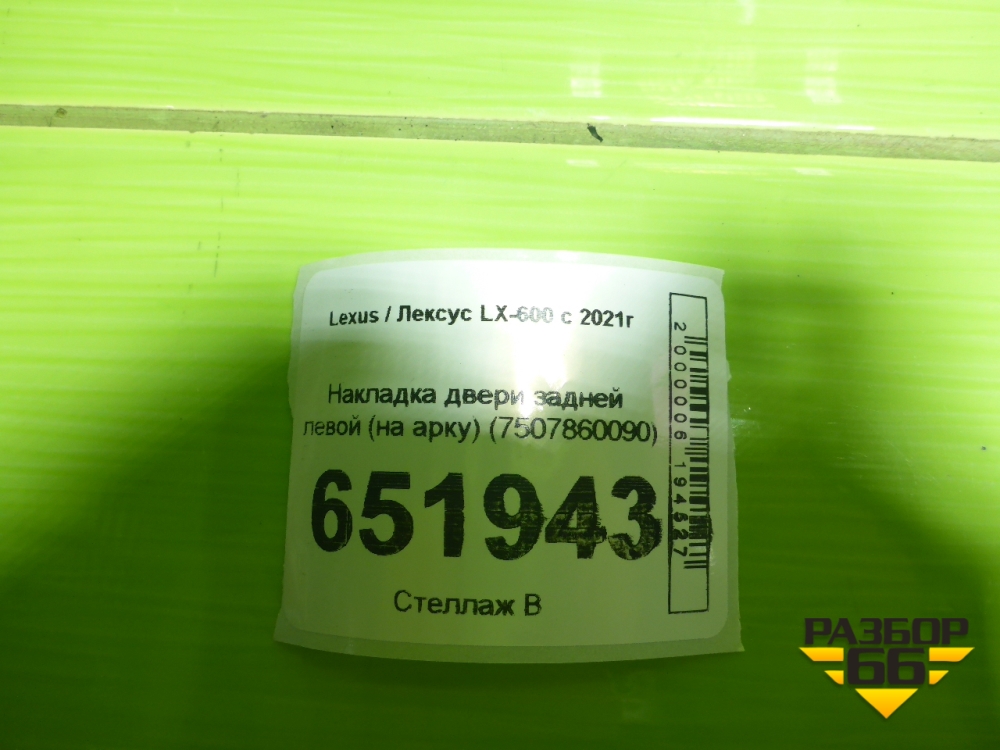 Lexus / Лексус LX-600 с 2021г
Накладка двери задней
левой (на арку) (7507860090)
651943
Стеллаж В
2000006194527
РАЗБОР
66